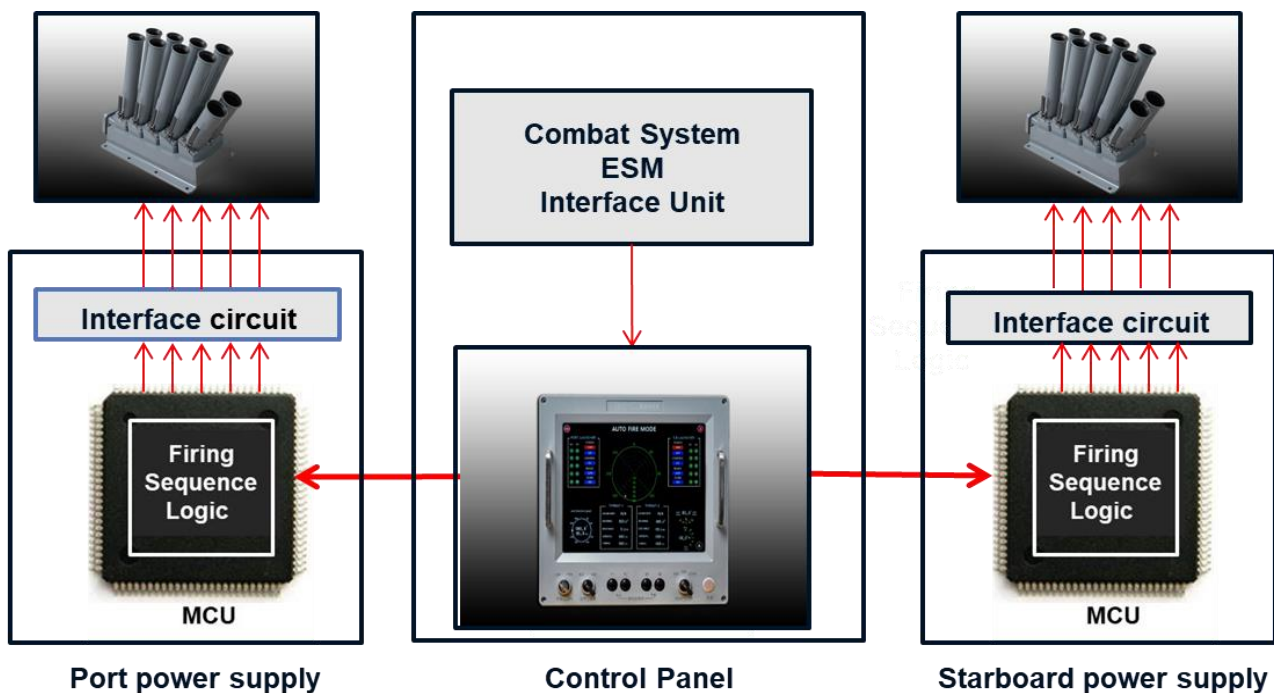 Combat System
ESM
Interface Unit
Interface circuit
Firing
Sequence
Logic
MCU
Port power supply
AUTO FIRE MODE
Control Panel
Interface circuit
Firing
Sequence
Logic
MCU
Starboard power supply